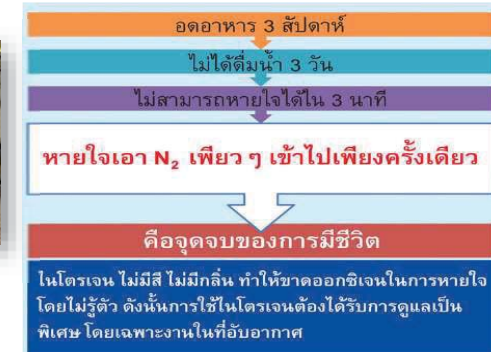 อดอาหาร 3 สัปดาห์
ไม่ได้ดื่มน้ำ 3 วัน
ไม่สามารถหายใจได้ใน 3 นาที
หายใจเอา N₂ เพียว ๆ เข้าไปเพียงครั้งเดียว
คือจุดจบของการมีชีวิต
ไนโตรเจน ไม่มีสี ไม่มีกลิ่น ทำให้ขาดออกซิเจนในการหายใจ
โดยไม่รู้ตัว ดังนั้นการใช้ไนโตรเจนต้องได้รับการดูแลเป็น
พิเศษ โดยเฉพาะงานในที่อับอากาศ